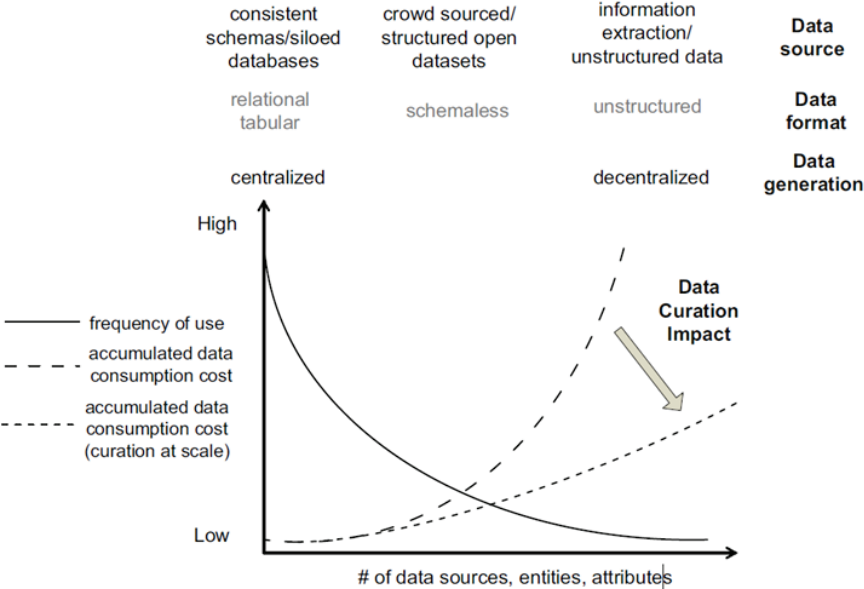 consistent
schemas/siloed
databases
crowd sourced/
structured open
datasets
information
extraction/
unstructured data
Data
source
relational
tabular
schemaless
unstructured
Data
format
centralized
decentralized
Data
generation
High
Data
Curation
Impact
frequency of use
accumulated data
consumption cost
accumulated data
consumption cost
(curation at scale)
Low
# of data sources, entities, attributes